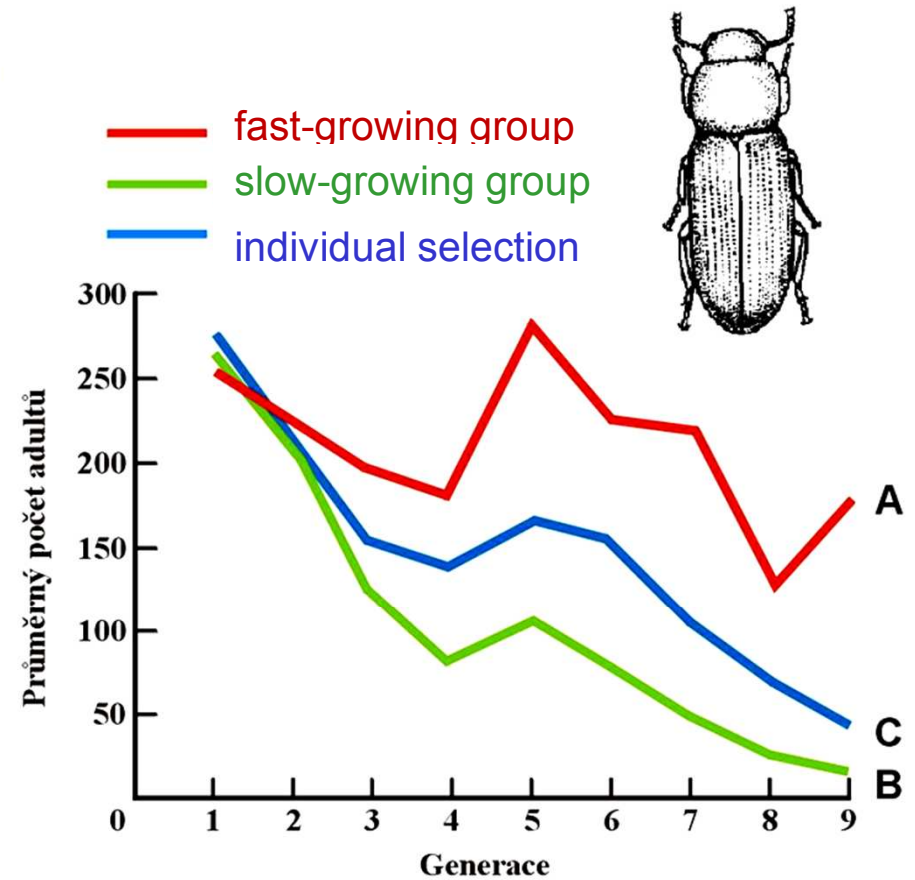 fast-growing group
slow-growing group
individual selection
300
250
200
150
100
50
0
Průměrný počet adultů
A
C
B
1 2 3 4 5 6 7 8 9
Generace